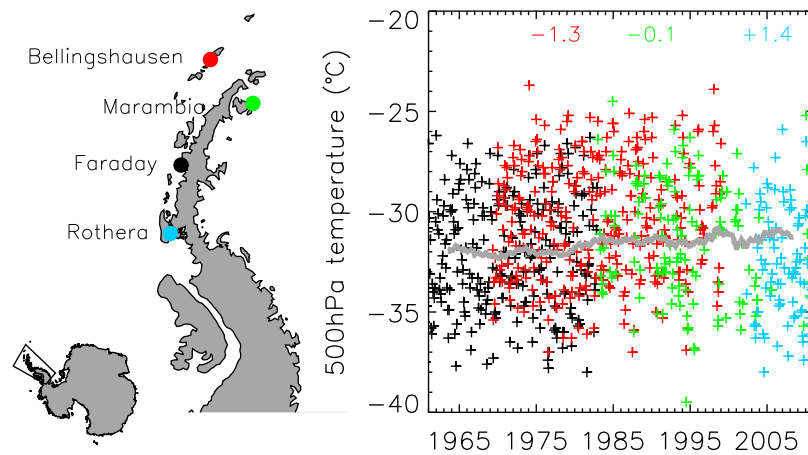 Bellingshausen
Marambio
Faraday
Rothera
500hPa temperature (°C)
−20
−25
−30
−35
−40
−1.3 −0.1 +1.4
1965 1975 1985 1995 2005